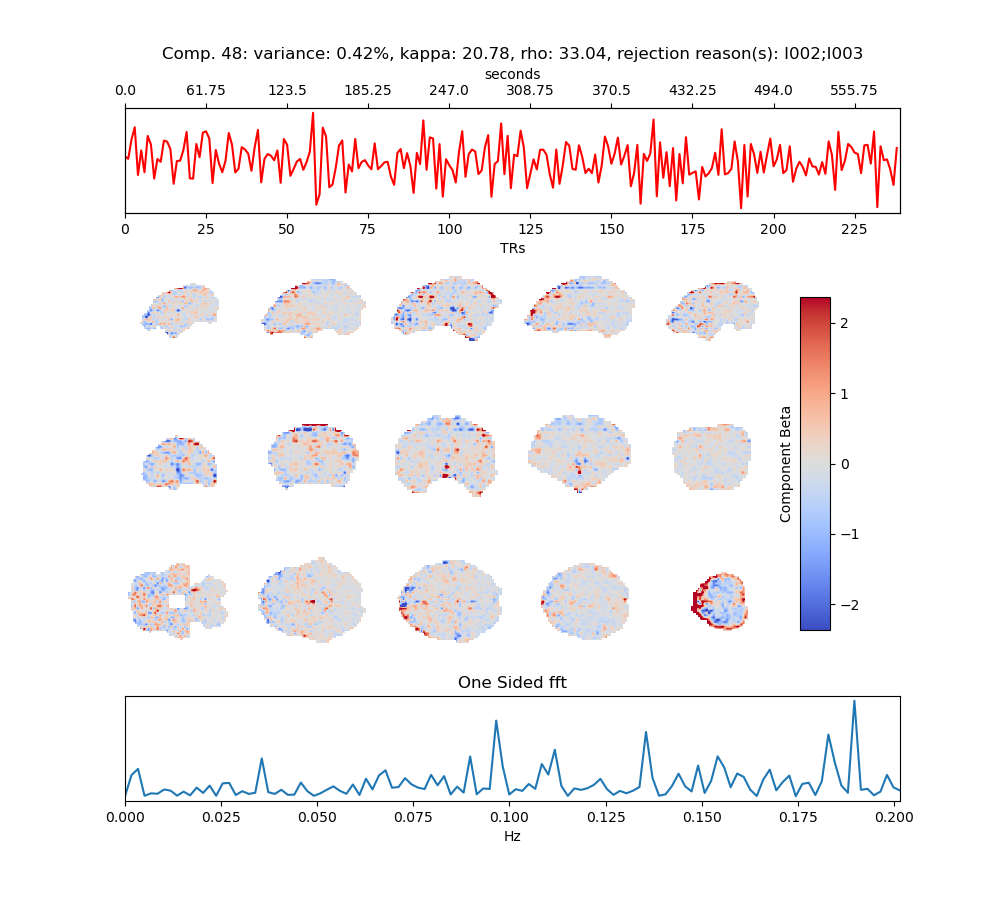 Comp. 48: variance: 0.42%, kappa: 20.78, rho: 33.04, rejection reason(s): I002;I003
seconds
0.0 61.75 123.5 185.25 247.0 308.75 370.5 432.25 494.0 555.75
0 25 50 75 100 125 150 175 200 225
TRs
2
1
0
−1
−2
Component Beta
One Sided fft
0.000 0.025 0.050 0.075 0.100 0.125 0.150 0.175 0.200
Hz